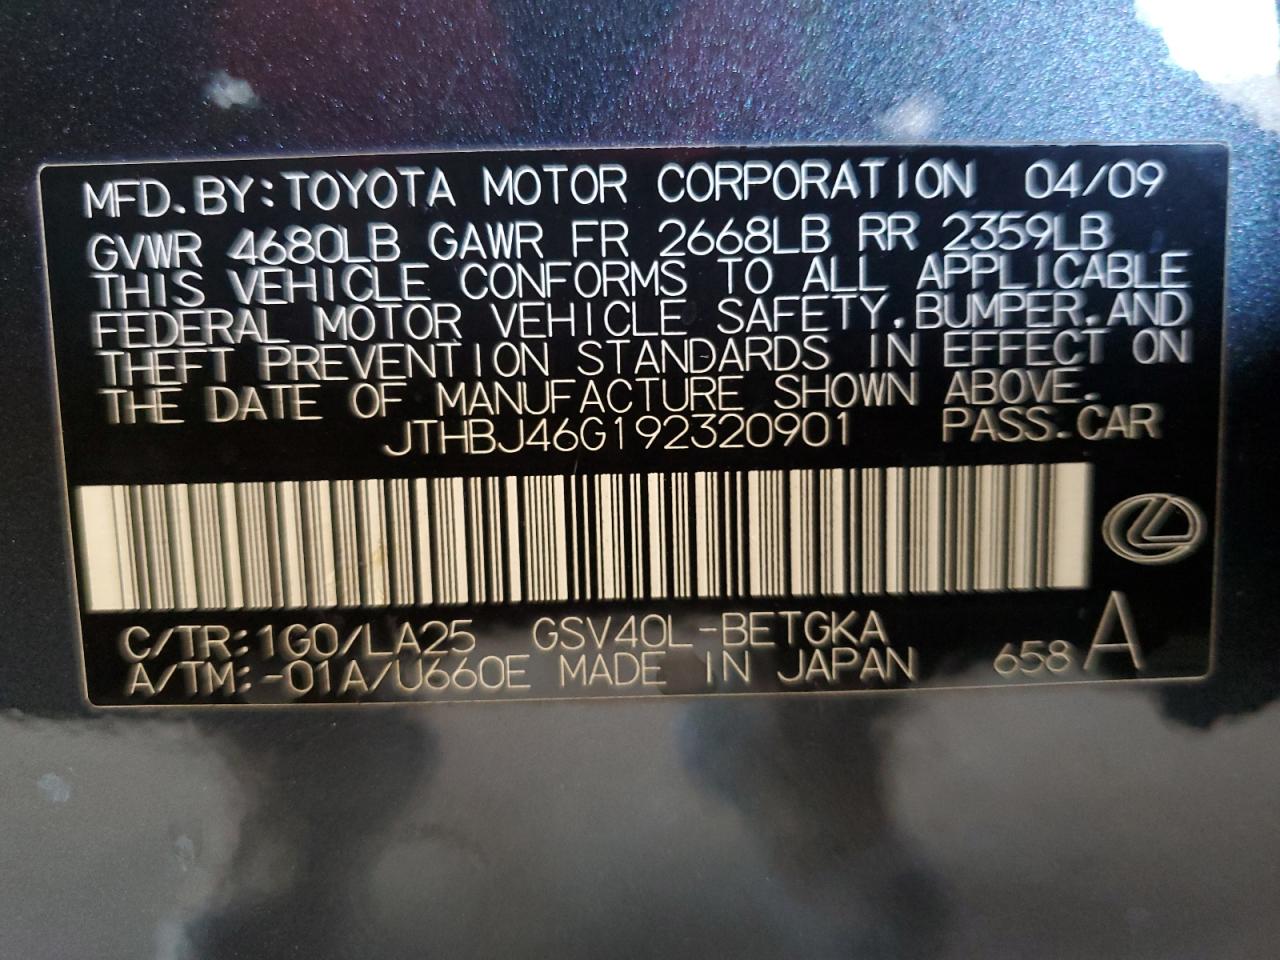 MFD. BY: TOYOTA MOTOR CORPORATION 04/09
GVWR 4680LB GAWR FR 2668LB RR 2359LB
THIS VEHICLE CONFORMS TO ALL APPLICABLE
FEDERAL MOTOR VEHICLE SAFETY, BUMPER, AND
THEFT PREVENTION STANDARDS IN EFFECT ON
THE DATE OF MANUFACTURE SHOWN ABOVE.
JTHBJ46G192320901 PASS. CAR
C/TR: 1G0/LA25 GSV40L-BETGKA
A/TM: -01A/U660E MADE IN JAPAN 658 A